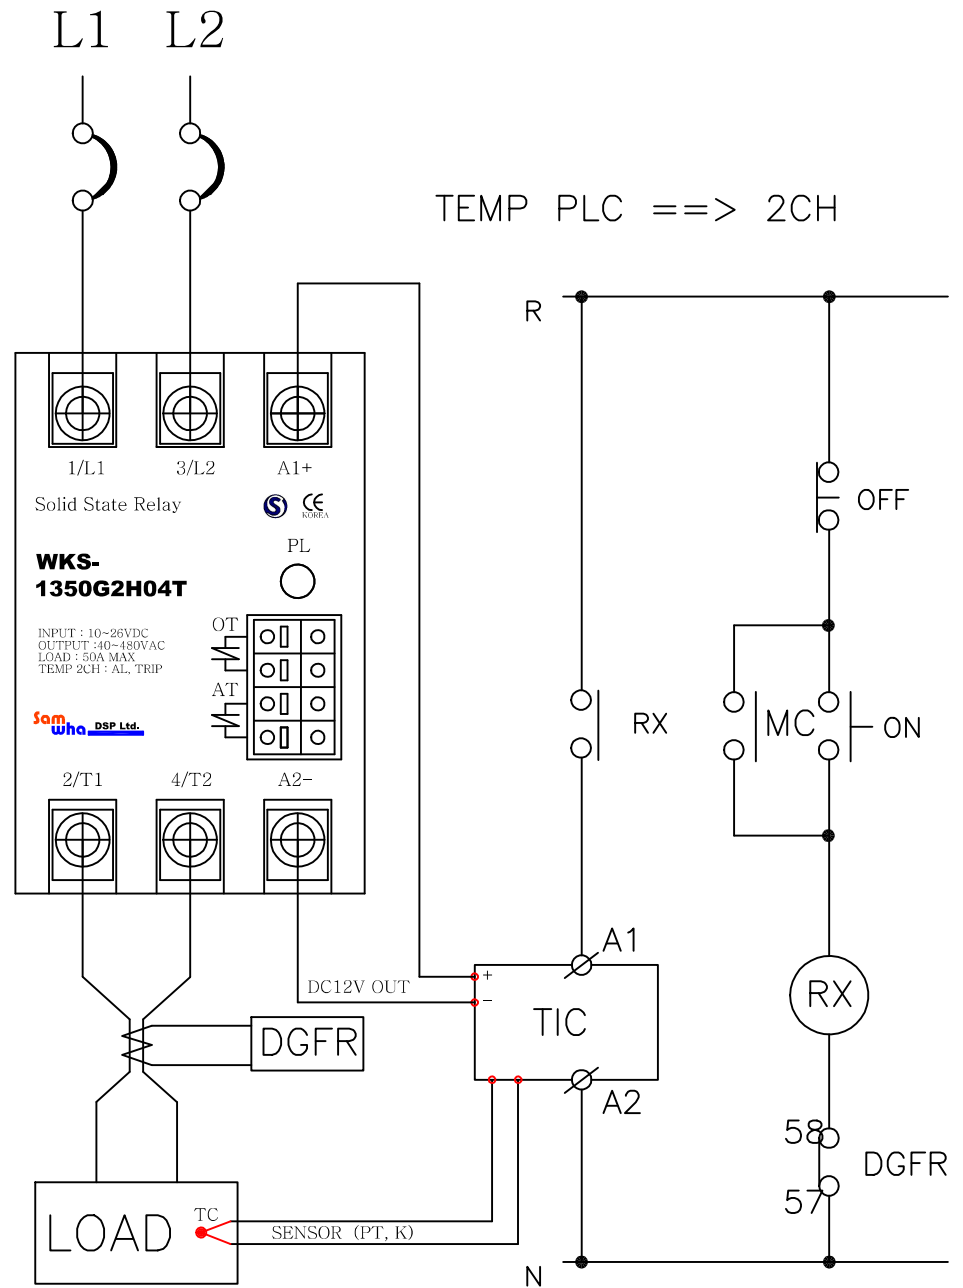 L1 L2
TEMP PLC ==> 2CH
R
1/L1 3/L2 A1+
Solid State Relay
S CE
KOREA
OFF
PL
WKS-
1350G2H04T
INPUT : 10~26VDC
OUTPUT :40~480VAC
LOAD : 50A MAX
TEMP 2CH : AL, TRIP
OT
AT
Samwha DSP Ltd.
RX
MC
ON
2/T1 4/T2 A2-
A1
DC12V OUT
+
-
TIC
RX
DGFR
A2
58
DGFR
57
LOAD
TC
SENSOR (PT, K)
N